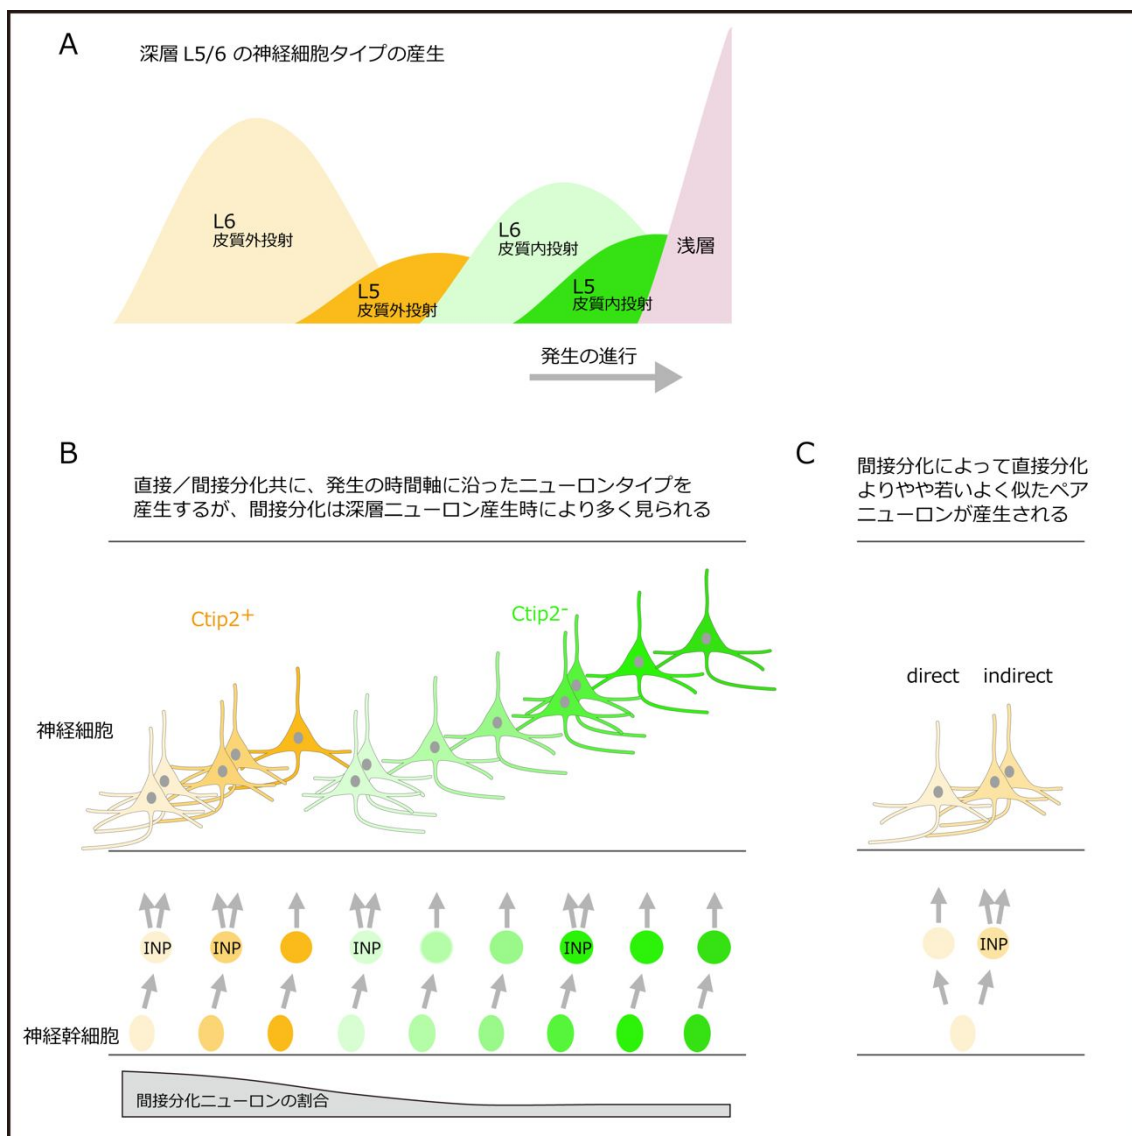 A
深層 L5/6 の神経細胞タイプの産生
L6
皮質外投射
L5
皮質外投射
L6
皮質内投射
L5
皮質内投射
浅層
発生の進行
B
直接／間接分化共に、発生の時間軸に沿ったニューロンタイプを
産生するが、間接分化は深層ニューロン産生時により多く見られる
Ctip2+
Ctip2-
神経細胞
INP
INP
INP
INP
神経幹細胞
間接分化ニューロンの割合
C
間接分化によって直接分化
よりやや若いよく似たペア
ニューロンが産生される
direct
indirect
INP